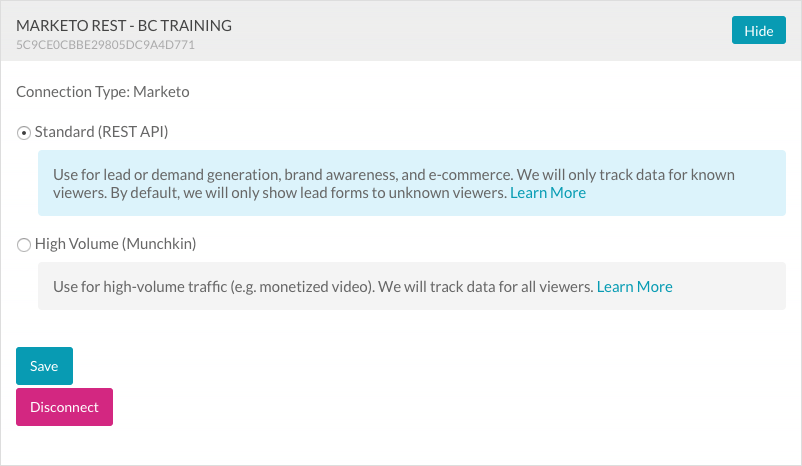 MARKETO REST - BC TRAINING
5C9CE0CBBE29805DC9A4D771
Hide
Connection Type: Marketo
Standard (REST API)
Use for lead or demand generation, brand awareness, and e-commerce. We will only track data for known
viewers. By default, we will only show lead forms to unknown viewers. Learn More
High Volume (Munchkin)
Use for high-volume traffic (e.g. monetized video). We will track data for all viewers. Learn More
Save
Disconnect